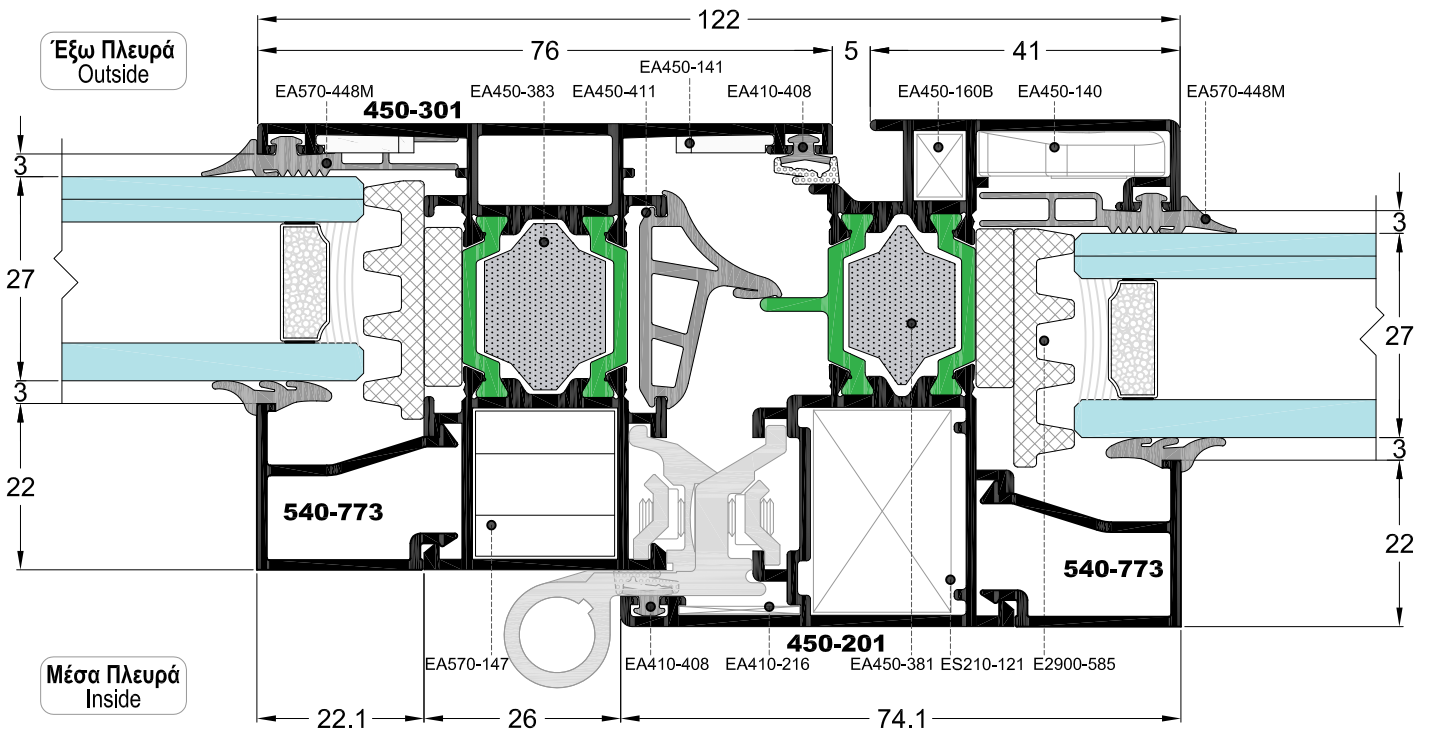 122
Έξω Πλευρά
Outside
76
5
41
EA450-141
EA570-448M
EA450-383
EA450-411
EA410-408
EA450-160B
EA450-140
EA570-448M
450-301
3
27
3
22
3
27
3
22
540-773
540-773
450-201
EA570-147
EA410-408
EA410-216
EA450-381
ES210-121
E2900-585
Μέσα Πλευρά
Inside
22.1
26
74.1